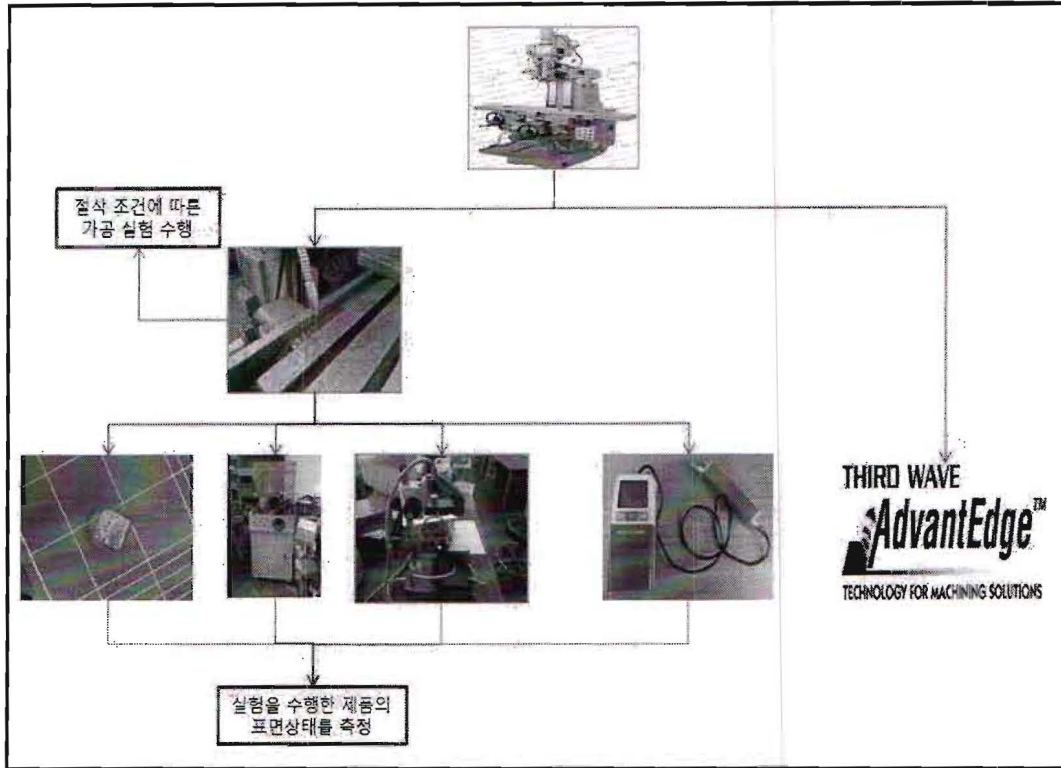 절삭 조건에 따른
가공 실험 수행
THIRD WAVE
AdvantEdge™
TECHNOLOGY FOR MACHINING SOLUTIONS
실험을 수행한 제품의
표면상태를 측정